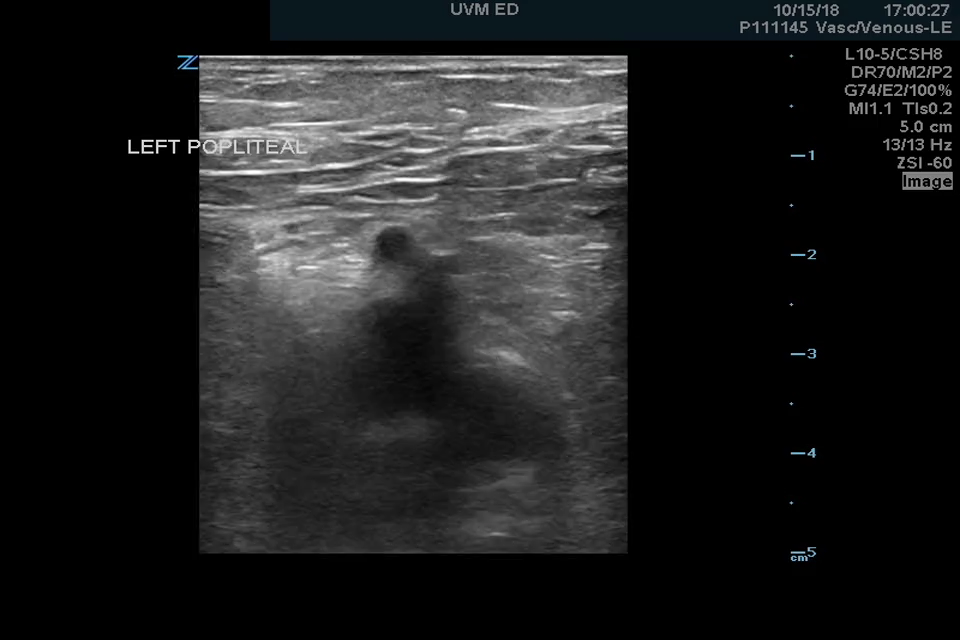 UVM ED
10/15/18 17:00:27
P111145 Vasc/Venous-LE
L10-5/CSH8
DR70/M2/P2
G74/E2/100%
MI1.1 TIs0.2
5.0 cm
13/13 Hz
ZSI -60
Image
Z
LEFT POPLITEAL
1
2
3
4
5
cm